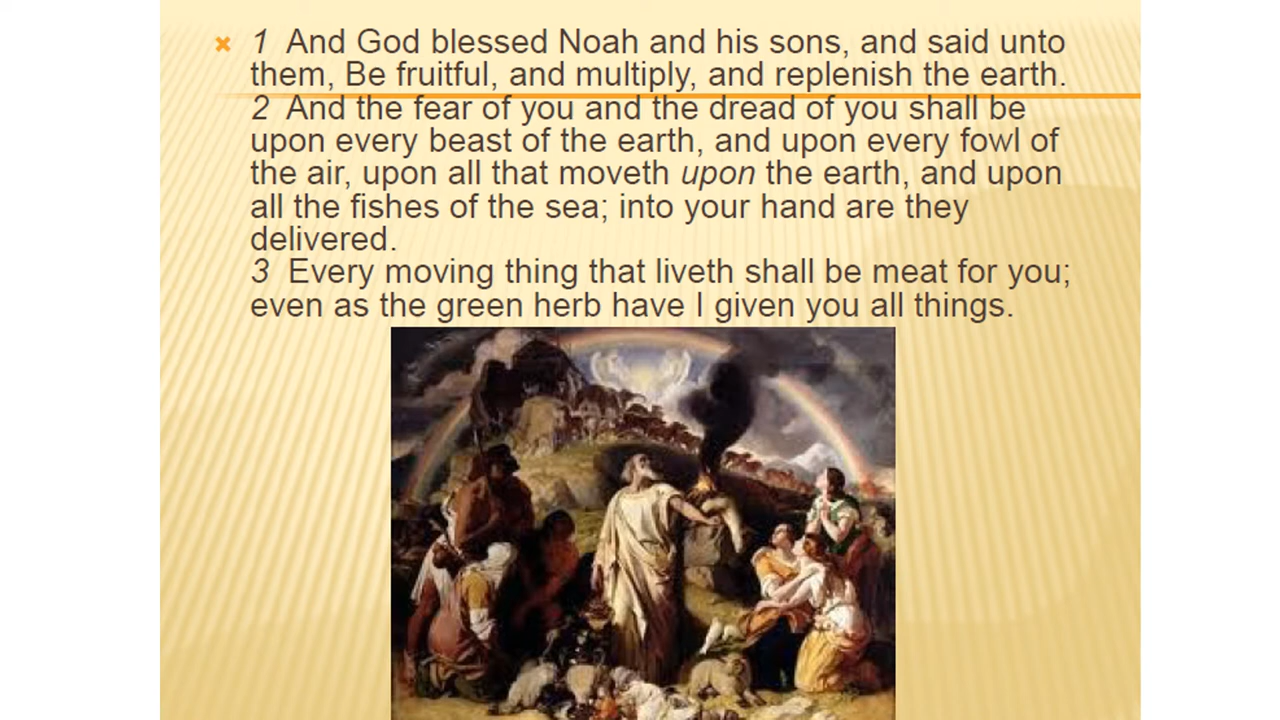 1 And God blessed Noah and his sons, and said unto
them, Be fruitful, and multiply, and replenish the earth.
2 And the fear of you and the dread of you shall be
upon every beast of the earth, and upon every fowl of
the air, upon all that moveth upon the earth, and upon
all the fishes of the sea; into your hand are they
delivered.
3 Every moving thing that liveth shall be meat for you;
even as the green herb have I given you all things.